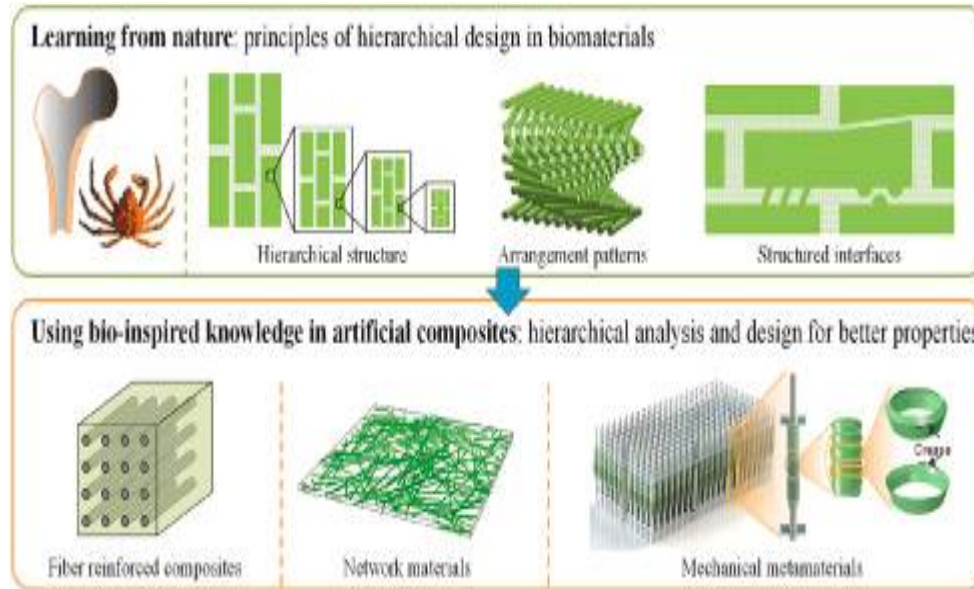 Learning from nature: principles of hierarchical design in biomaterials
Hierarchical structure
Arrangement patterns
Structured interfaces
Using bio-inspired knowledge in artificial composites: hierarchical analysis and design for better properties
Crease
Fiber reinforced composites
Network materials
Mechanical metamaterials